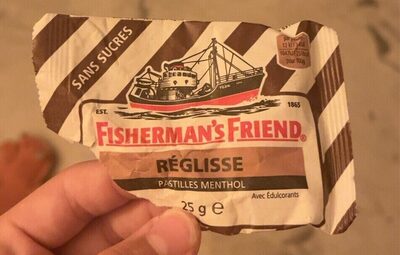 SANS SUCRES
EST. 1865
FISHERMAN'S FRIEND®
RÉGLISSE
PASTILLES MENTHOL
Avec Édulcorants
25 g e